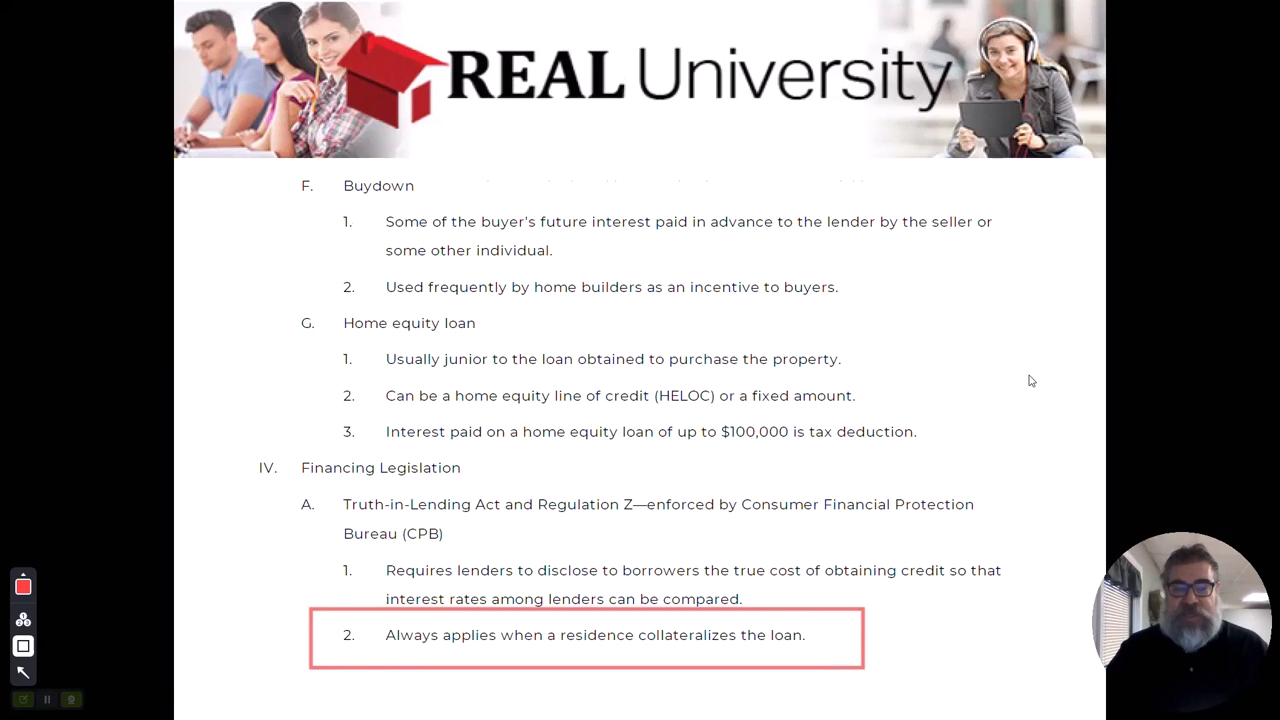 REAL University
F. Buydown
1. Some of the buyer's future interest paid in advance to the lender by the seller or
some other individual.
2. Used frequently by home builders as an incentive to buyers.
G. Home equity loan
1. Usually junior to the loan obtained to purchase the property.
2. Can be a home equity line of credit (HELOC) or a fixed amount.
3. Interest paid on a home equity loan of up to $100,000 is tax deduction.
IV. Financing Legislation
A. Truth-in-Lending Act and Regulation Z—enforced by Consumer Financial Protection
Bureau (CPB)
1. Requires lenders to disclose to borrowers the true cost of obtaining credit so that
interest rates among lenders can be compared.
2. Always applies when a residence collateralizes the loan.